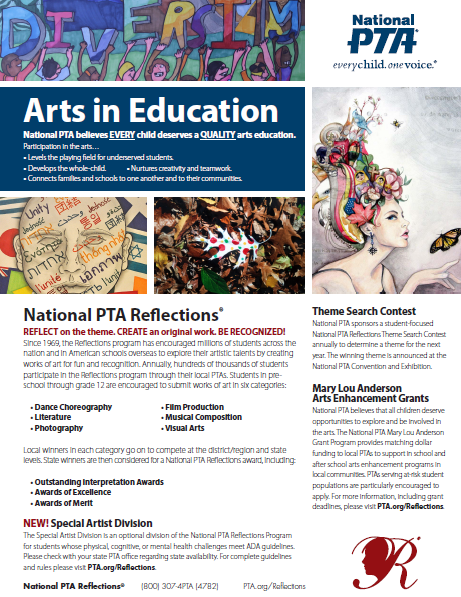 DIVERSITY
National
PTA®
everychild.onevoice.®
Arts in Education
National PTA believes EVERY child deserves a QUALITY arts education.
Participation in the arts…
• Levels the playing field for underserved students.
• Develops the whole-child. • Nurtures creativity and teamwork.
• Connects families and schools to one another and to their communities.
Unity
unité
National PTA Reflections®
REFLECT on the theme. CREATE an original work. BE RECOGNIZED!
Since 1969, the Reflections program has encouraged millions of students across the
nation and in American schools overseas to explore their artistic talents by creating
works of art for fun and recognition. Annually, hundreds of thousands of students
participate in the Reflections program through their local PTAs. Students in pre-
school through grade 12 are encouraged to submit works of art in six categories:
• Dance Choreography • Film Production
• Literature • Musical Composition
• Photography • Visual Arts
Local winners in each category go on to compete at the district/region and state
levels. State winners are then considered for a National PTA Reflections award, including:
• Outstanding Interpretation Awards
• Awards of Excellence
• Awards of Merit
NEW! Special Artist Division
The Special Artist Division is an optional division of the National PTA Reflections Program
for students whose physical, cognitive, or mental health challenges meet ADA guidelines.
Please check with your state PTA office regarding state availability. For complete guidelines
and rules please visit PTA.org/Reflections.
National PTA Reflections® (800) 307-4PTA (4782) PTA.org/Reflections
Theme Search Contest
National PTA sponsors a student-focused
National PTA Reflections Theme Search Contest
annually to determine a theme for the next
year. The winning theme is announced at the
National PTA Convention and Exhibition.
Mary Lou Anderson
Arts Enhancement Grants
National PTA believes that all children deserve
opportunities to explore and be involved in
the arts. The National PTA Mary Lou Anderson
Grant Program provides matching dollar
funding to local PTAs to support in school and
after school arts enhancement programs in
local communities. PTAs serving at-risk student
populations are particularly encouraged to
apply. For more information, including grant
deadlines, please visit PTA.org/Reflections.
R